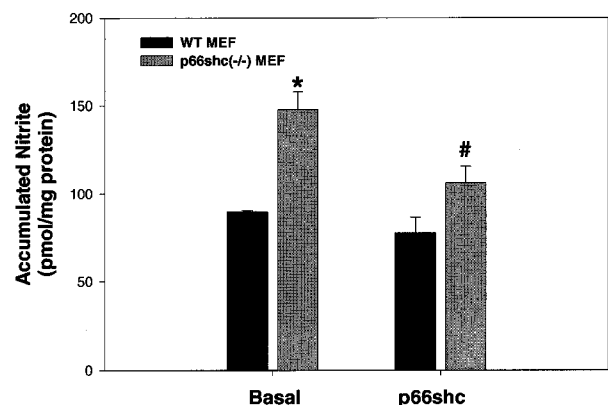 200
150
100
50
0
Accumulated Nitrite
(pmol/mg protein)
WT MEF
p66shc(-/-) MEF
*
#
Basal
p66shc